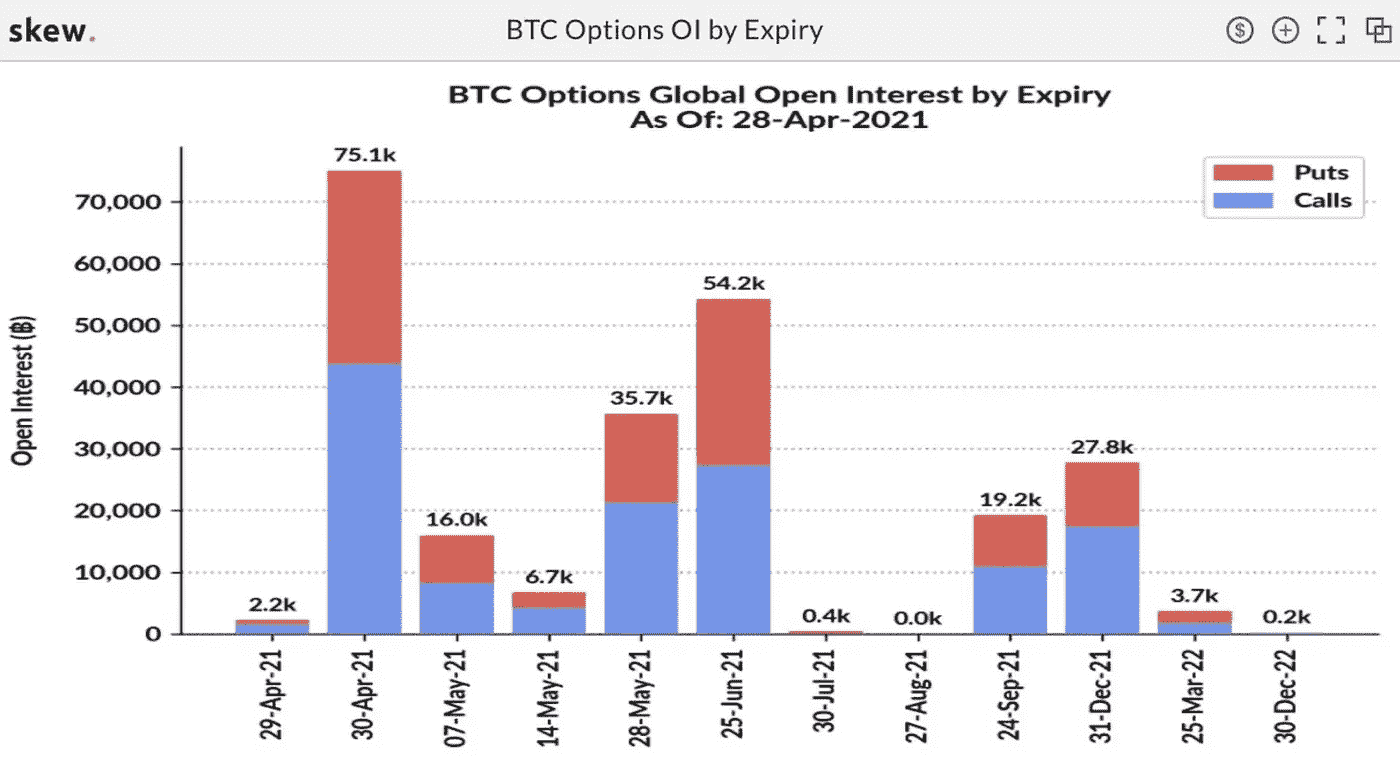 skew.
BTC Options OI by Expiry
BTC Options Global Open Interest by Expiry
As Of: 28-Apr-2021
Puts
Calls
Open Interest (฿)
70,000
60,000
50,000
40,000
30,000
20,000
10,000
0
2.2k
75.1k
16.0k
6.7k
35.7k
54.2k
0.4k
0.0k
19.2k
27.8k
3.7k
0.2k
29-Apr-21
30-Apr-21
07-May-21
14-May-21
28-May-21
25-Jun-21
30-Jul-21
27-Aug-21
24-Sep-21
31-Dec-21
25-Mar-22
30-Dec-22